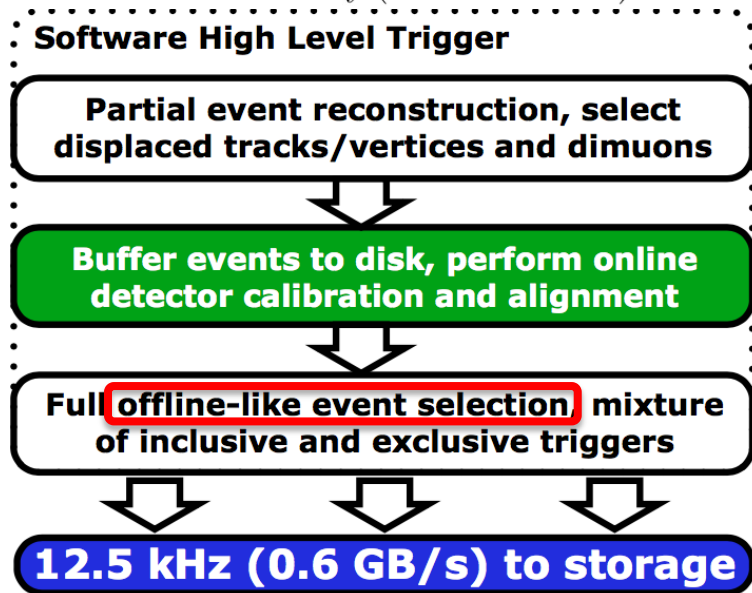 Software High Level Trigger
Partial event reconstruction, select
displaced tracks/vertices and dimuons
Buffer events to disk, perform online
detector calibration and alignment
Full offline-like event selection, mixture
of inclusive and exclusive triggers
12.5 kHz (0.6 GB/s) to storage